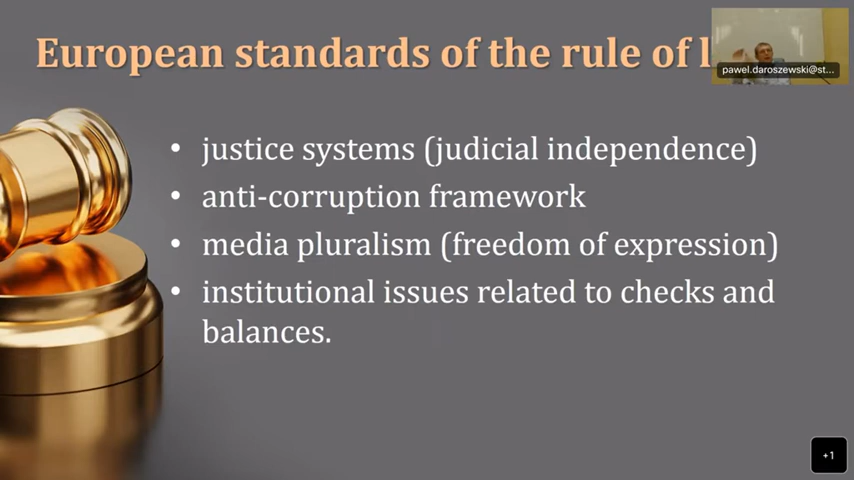 European standards of the rule of l
pawel.daroszewski@st...
• justice systems (judicial independence)
• anti-corruption framework
• media pluralism (freedom of expression)
• institutional issues related to checks and
balances.
+1